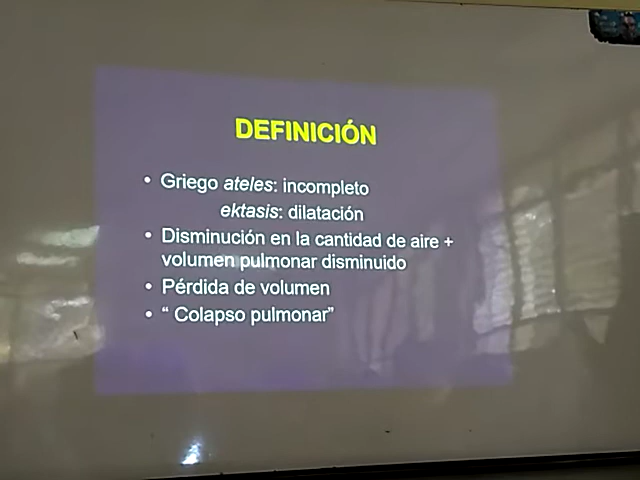 DEFINICIÓN
• Griego ateles: incompleto
ektasis: dilatación
• Disminución en la cantidad de aire +
volumen pulmonar disminuido
• Pérdida de volumen
• “ Colapso pulmonar”